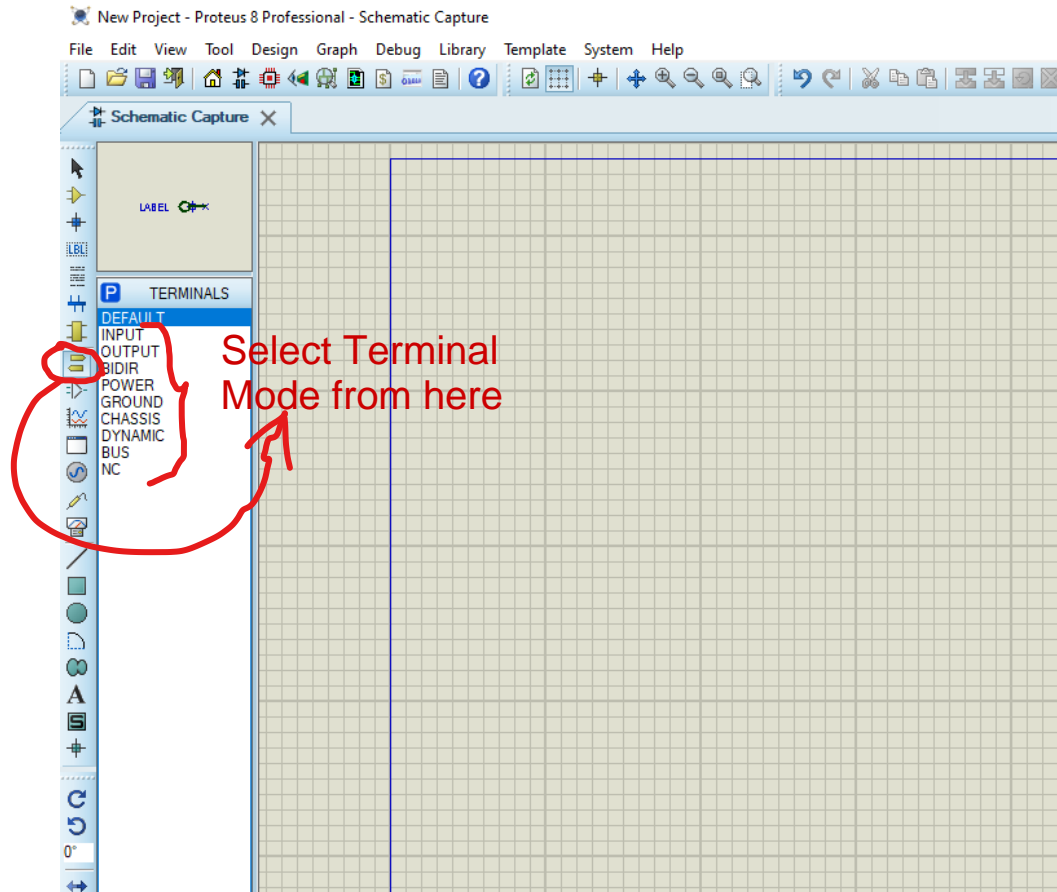 New Project - Proteus 8 Professional - Schematic Capture
File Edit View Tool Design Graph Debug Library Template System Help
Schematic Capture
LABEL
LBL
P TERMINALS
DEFAULT
INPUT
OUTPUT
BIDIR
POWER
GROUND
CHASSIS
DYNAMIC
BUS
NC
Select Terminal
Mode from here
A
S
0°